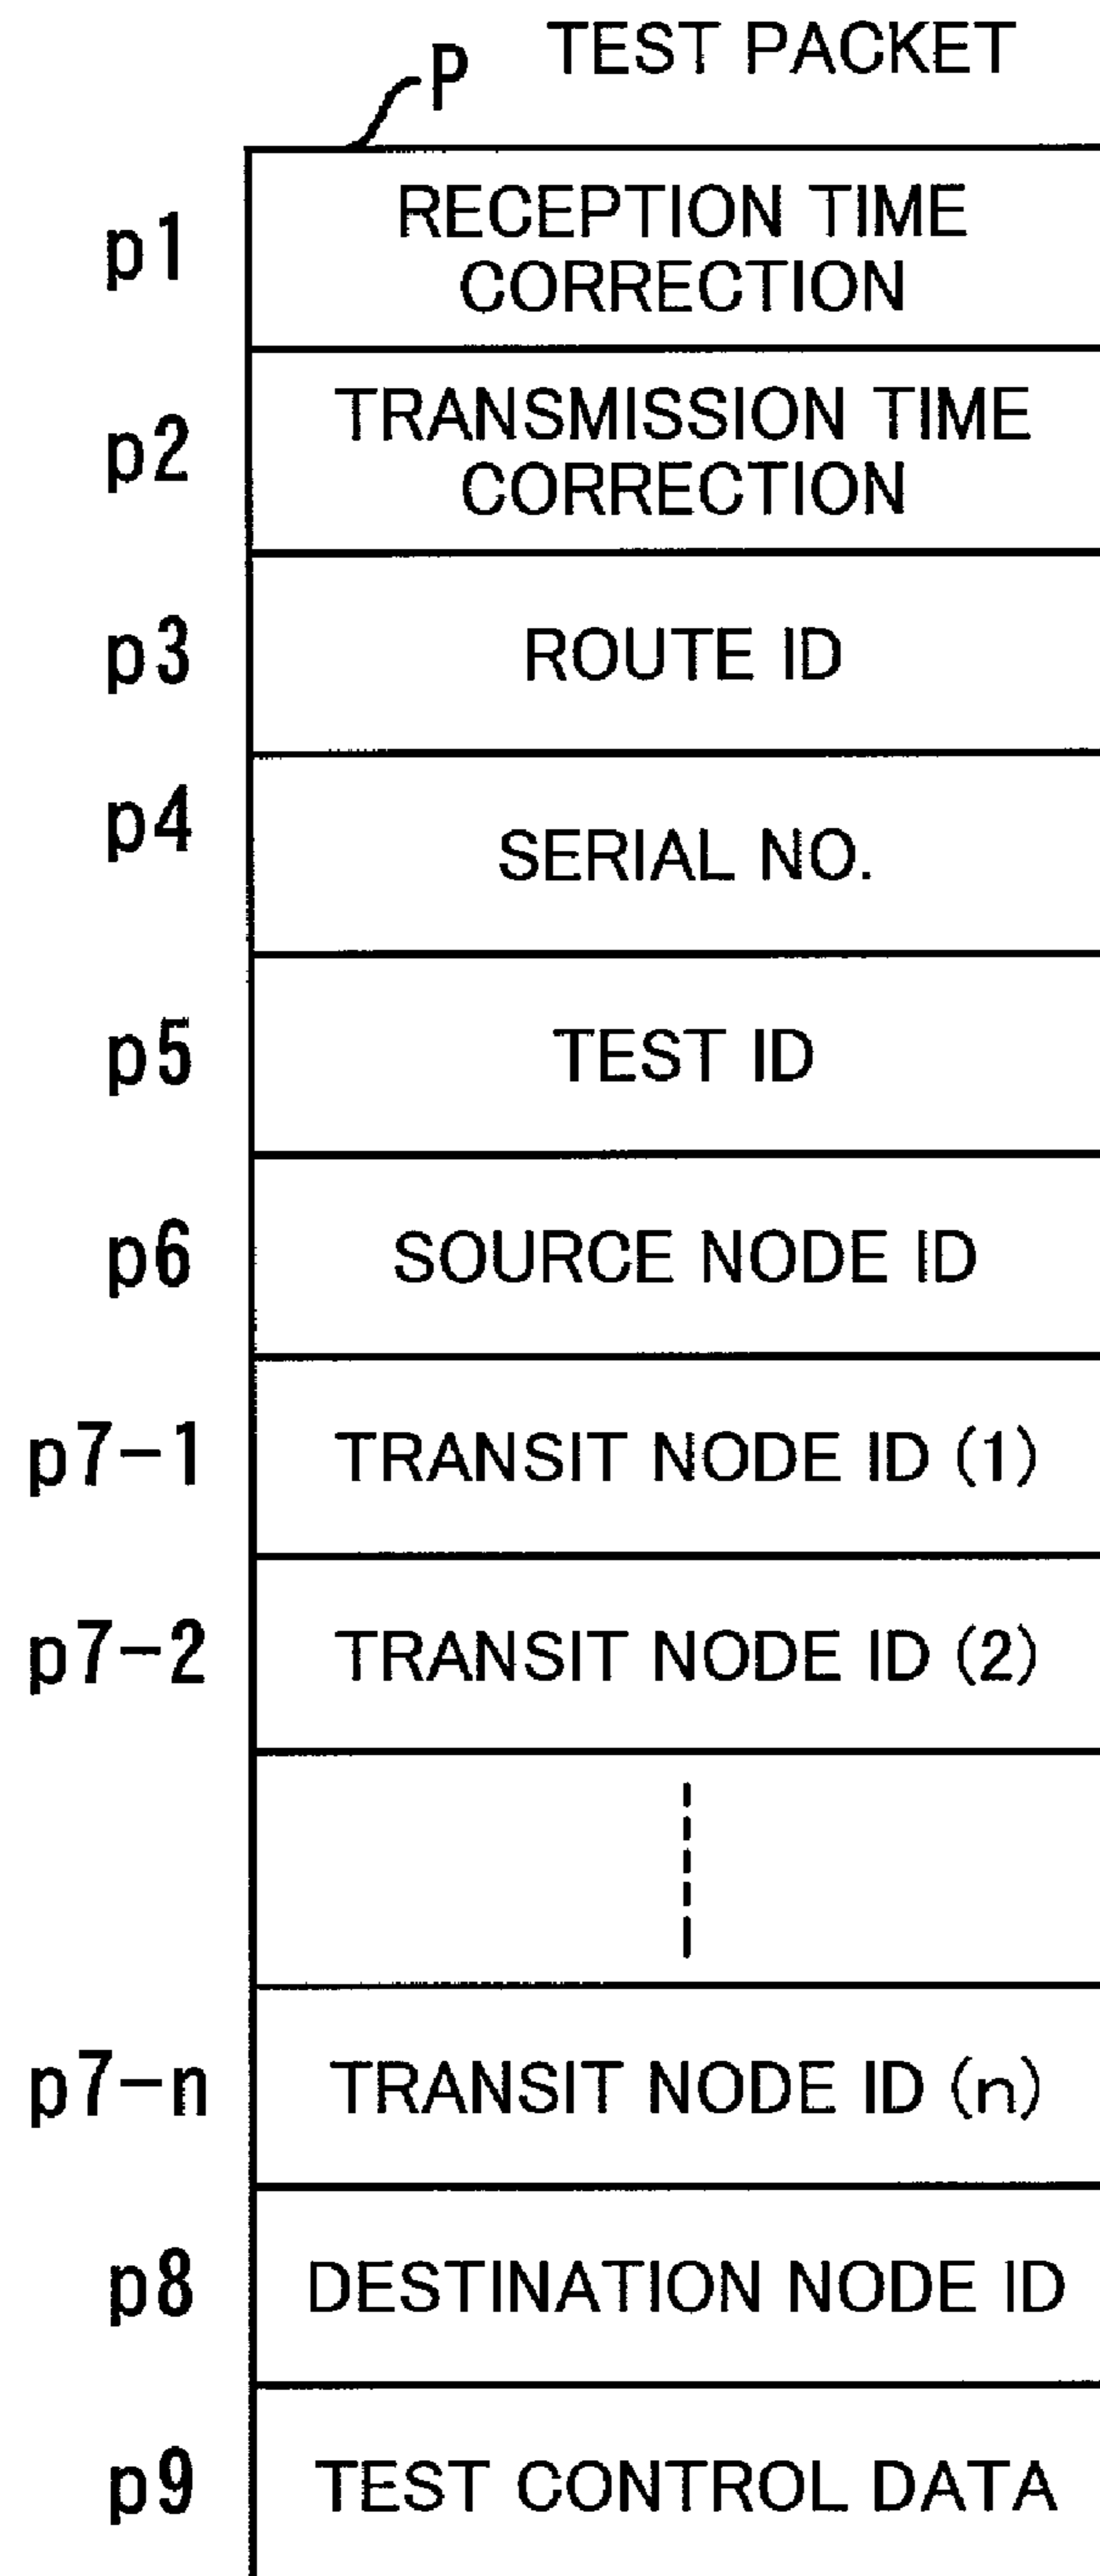 P TEST PACKET
p1 RECEPTION TIME
CORRECTION
p2 TRANSMISSION TIME
CORRECTION
p3 ROUTE ID
p4 SERIAL NO.
p5 TEST ID
p6 SOURCE NODE ID
p7-1 TRANSIT NODE ID (1)
p7-2 TRANSIT NODE ID (2)
p7-n TRANSIT NODE ID (n)
p8 DESTINATION NODE ID
p9 TEST CONTROL DATA